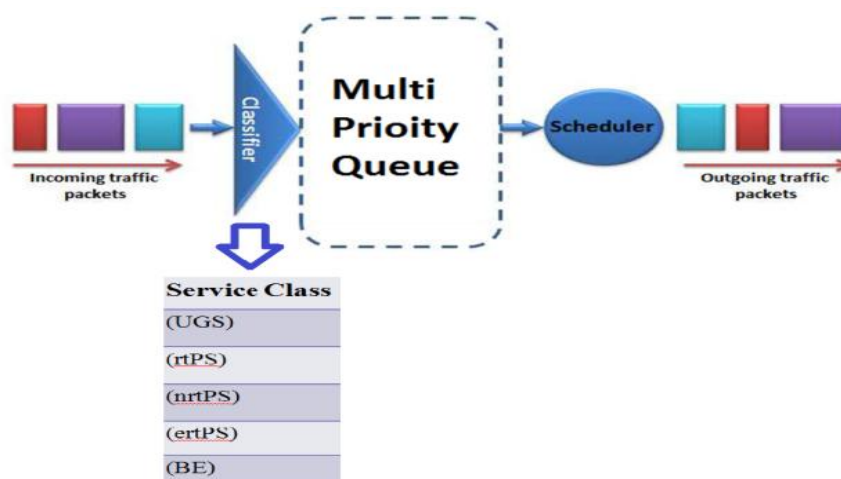 Incoming traffic
packets
Classifier
Multi
Prioity
Queue
Scheduler
Outgoing traffic
packets
Service Class
(UGS)
(rtPS)
(nrtPS)
(ertPS)
(BE)